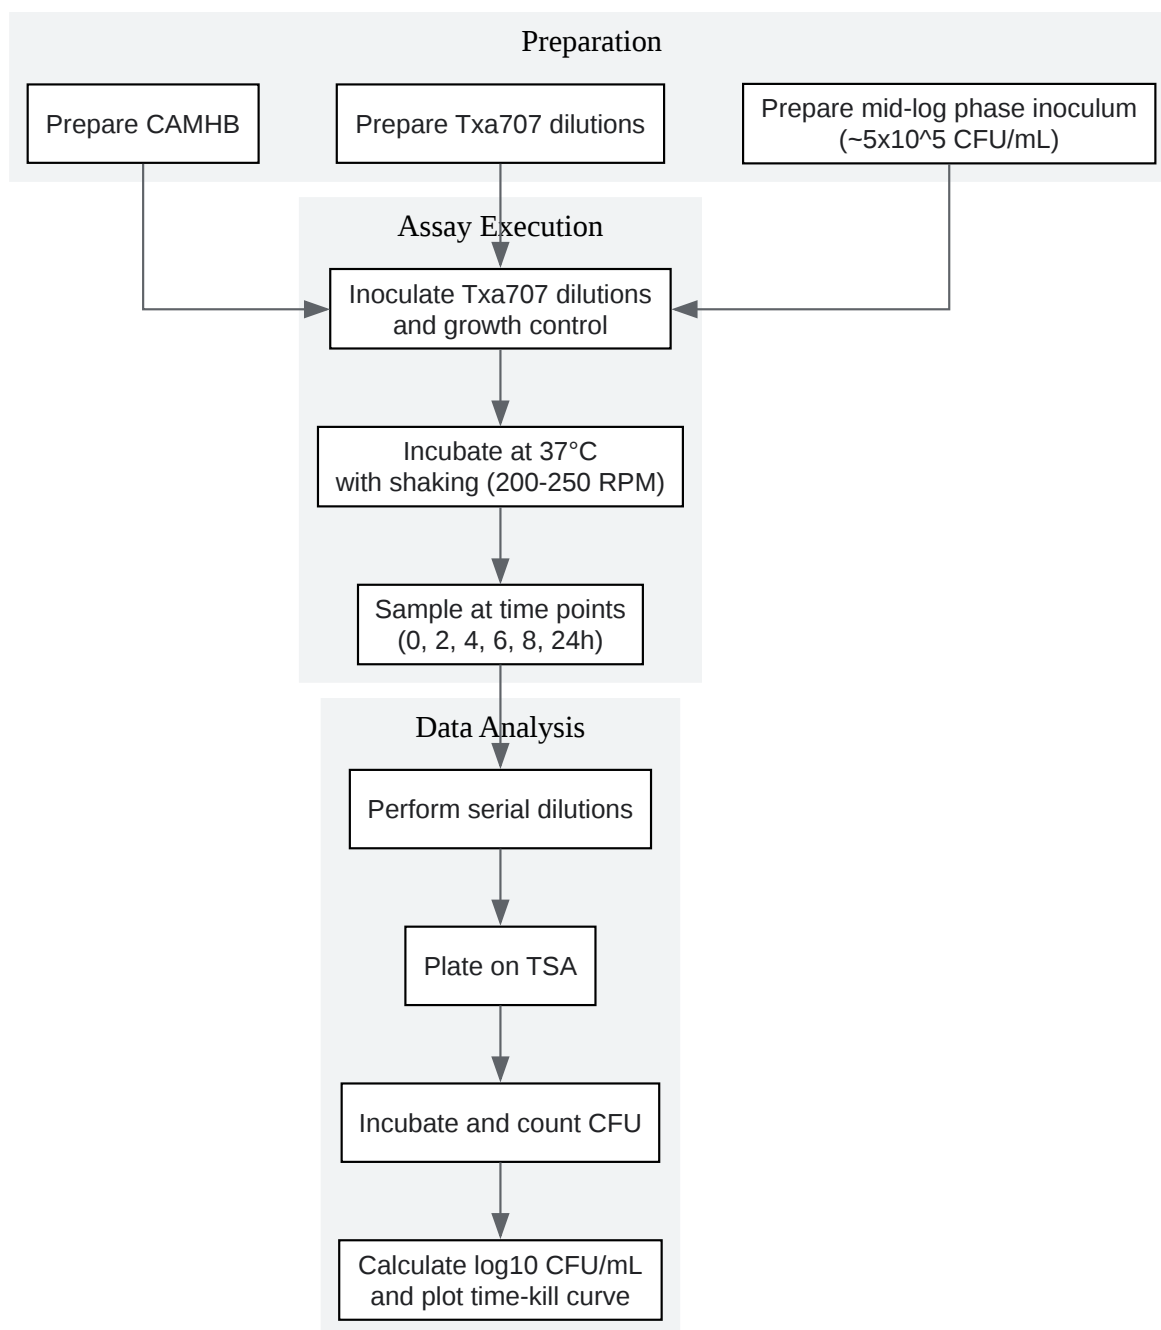 Preparation
Prepare CAMHB
Prepare Txa707 dilutions
Prepare mid-log phase inoculum
(~5x10^5 CFU/mL)
Assay Execution
Inoculate Txa707 dilutions
and growth control
Incubate at 37°C
with shaking (200-250 RPM)
Sample at time points
(0, 2, 4, 6, 8, 24h)
Data Analysis
Perform serial dilutions
Plate on TSA
Incubate and count CFU
Calculate log10 CFU/mL
and plot time-kill curve